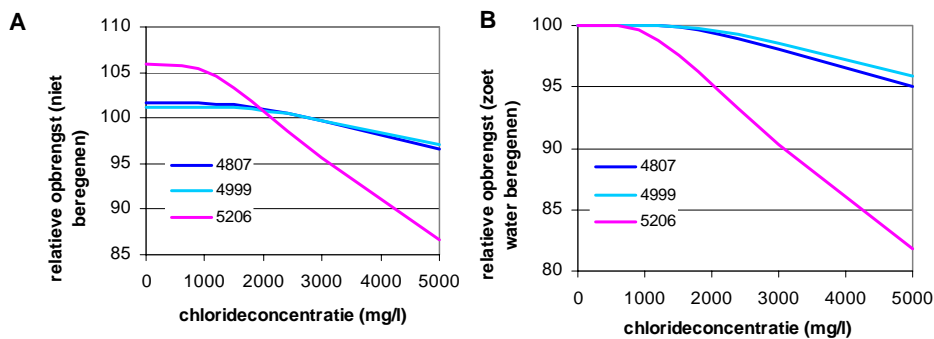 A
relatieve opbrengst (niet
beregenen)
110
105
100
95
90
85
4807
4999
5206
0 1000 2000 3000 4000 5000
chlorideconcentratie (mg/l)
B
relatieve opbrengst (zoet
water beregenen)
100
95
90
85
80
4807
4999
5206
0 1000 2000 3000 4000 5000
chlorideconcentratie (mg/l)